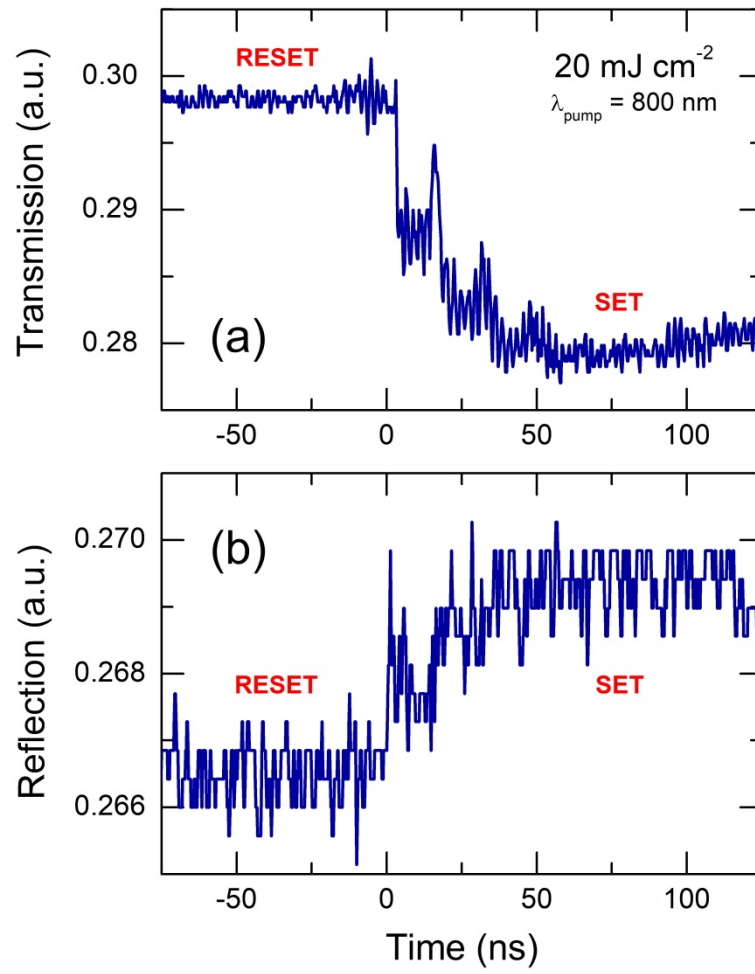 RESET
20 mJ cm-2
λpump = 800 nm
0.30
0.29
0.28
Transmission (a.u.)
(a)
SET
-50
0
50
100
(b)
0.270
0.268
0.266
Reflection (a.u.)
RESET
SET
-50
0
50
100
Time (ns)